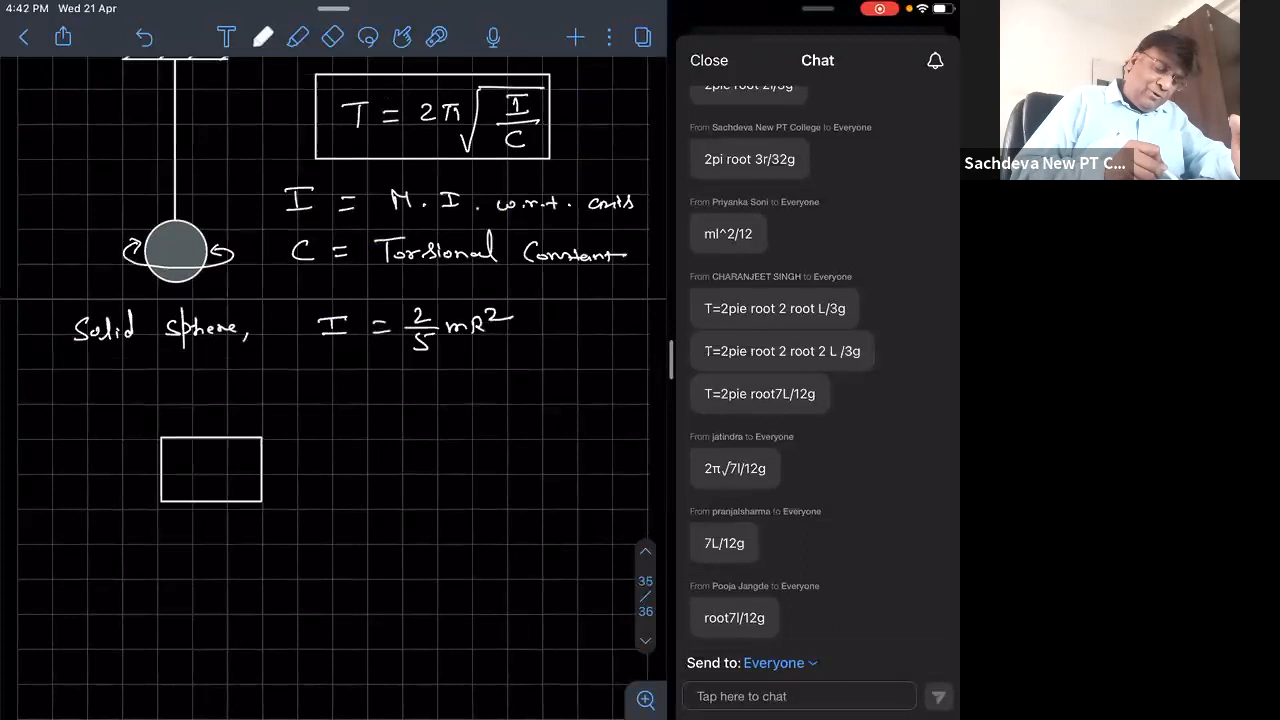 4:42 PM Wed 21 Apr
T
T = 2π√I/C
I = M. I. w.r.t. axis
C = Torsional Constant
Solid sphere, I = 2/5 mR²
35
36
Close
Chat
2pie root 2l/3g
From Sachdeva New PT College to Everyone
2pi root 3r/32g
From Priyanka Soni to Everyone
ml^2/12
From CHARANJEET SINGH to Everyone
T=2pie root 2 root L/3g
T=2pie root 2 root 2 L /3g
T=2pie root7L/12g
From jatindra to Everyone
2π√7l/12g
From pranjalsharma to Everyone
7L/12g
From Pooja Jangde to Everyone
root7l/12g
Send to: Everyone
Tap here to chat
Sachdeva New PT C...